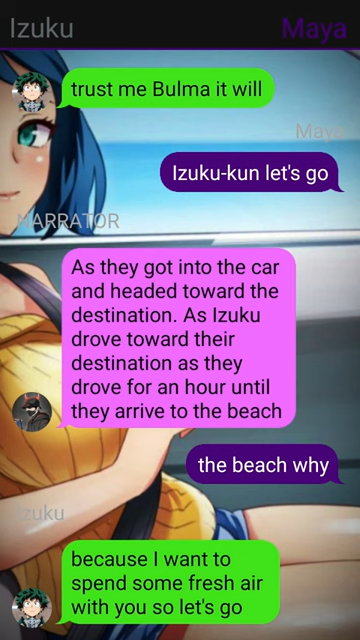 Izuku
Maya
trust me Bulma it will
Maya
Izuku-kun let's go
NARRATOR
As they got into the car
and headed toward the
destination. As Izuku
drove toward their
destination as they
drove for an hour until
they arrive to the beach
the beach why
Izuku
because I want to
spend some fresh air
with you so let's go